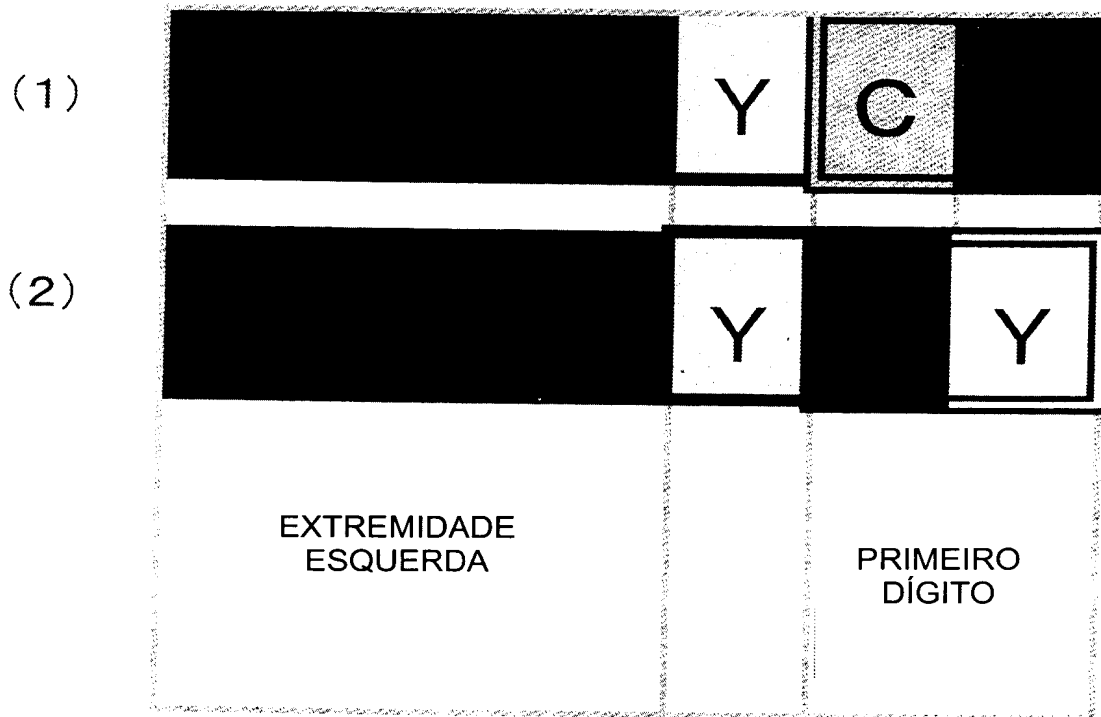 (1)
Y
C
(2)
Y
Y
EXTREMIDADE
ESQUERDA
PRIMEIRO
DÍGITO